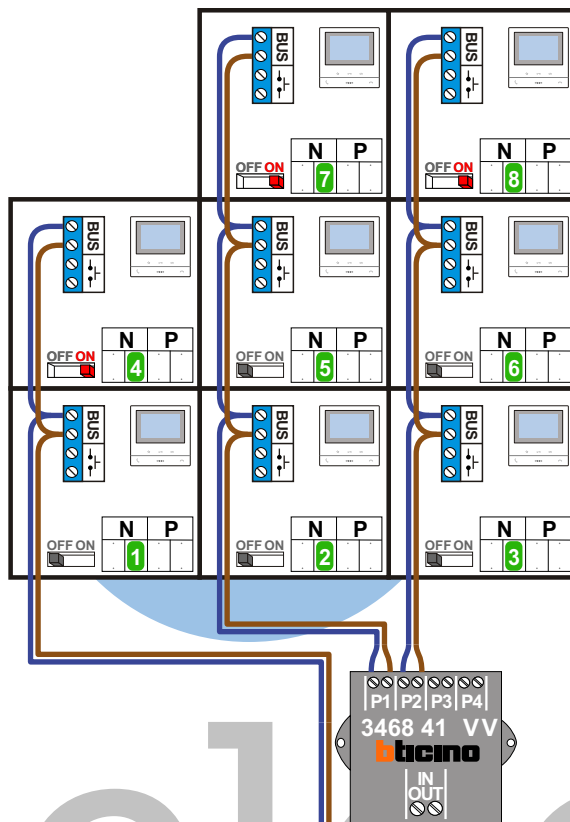 BUS
BUS
N P
N P
OFF ON
7
OFF ON
8
BUS
BUS
BUS
N P
N P
N P
OFF ON
4
OFF ON
5
OFF ON
6
BUS
BUS
BUS
N P
N P
N P
OFF ON
1
OFF ON
2
OFF ON
3
P1 P2 P3 P4
3468 41 V V
bticino
IN
OUT